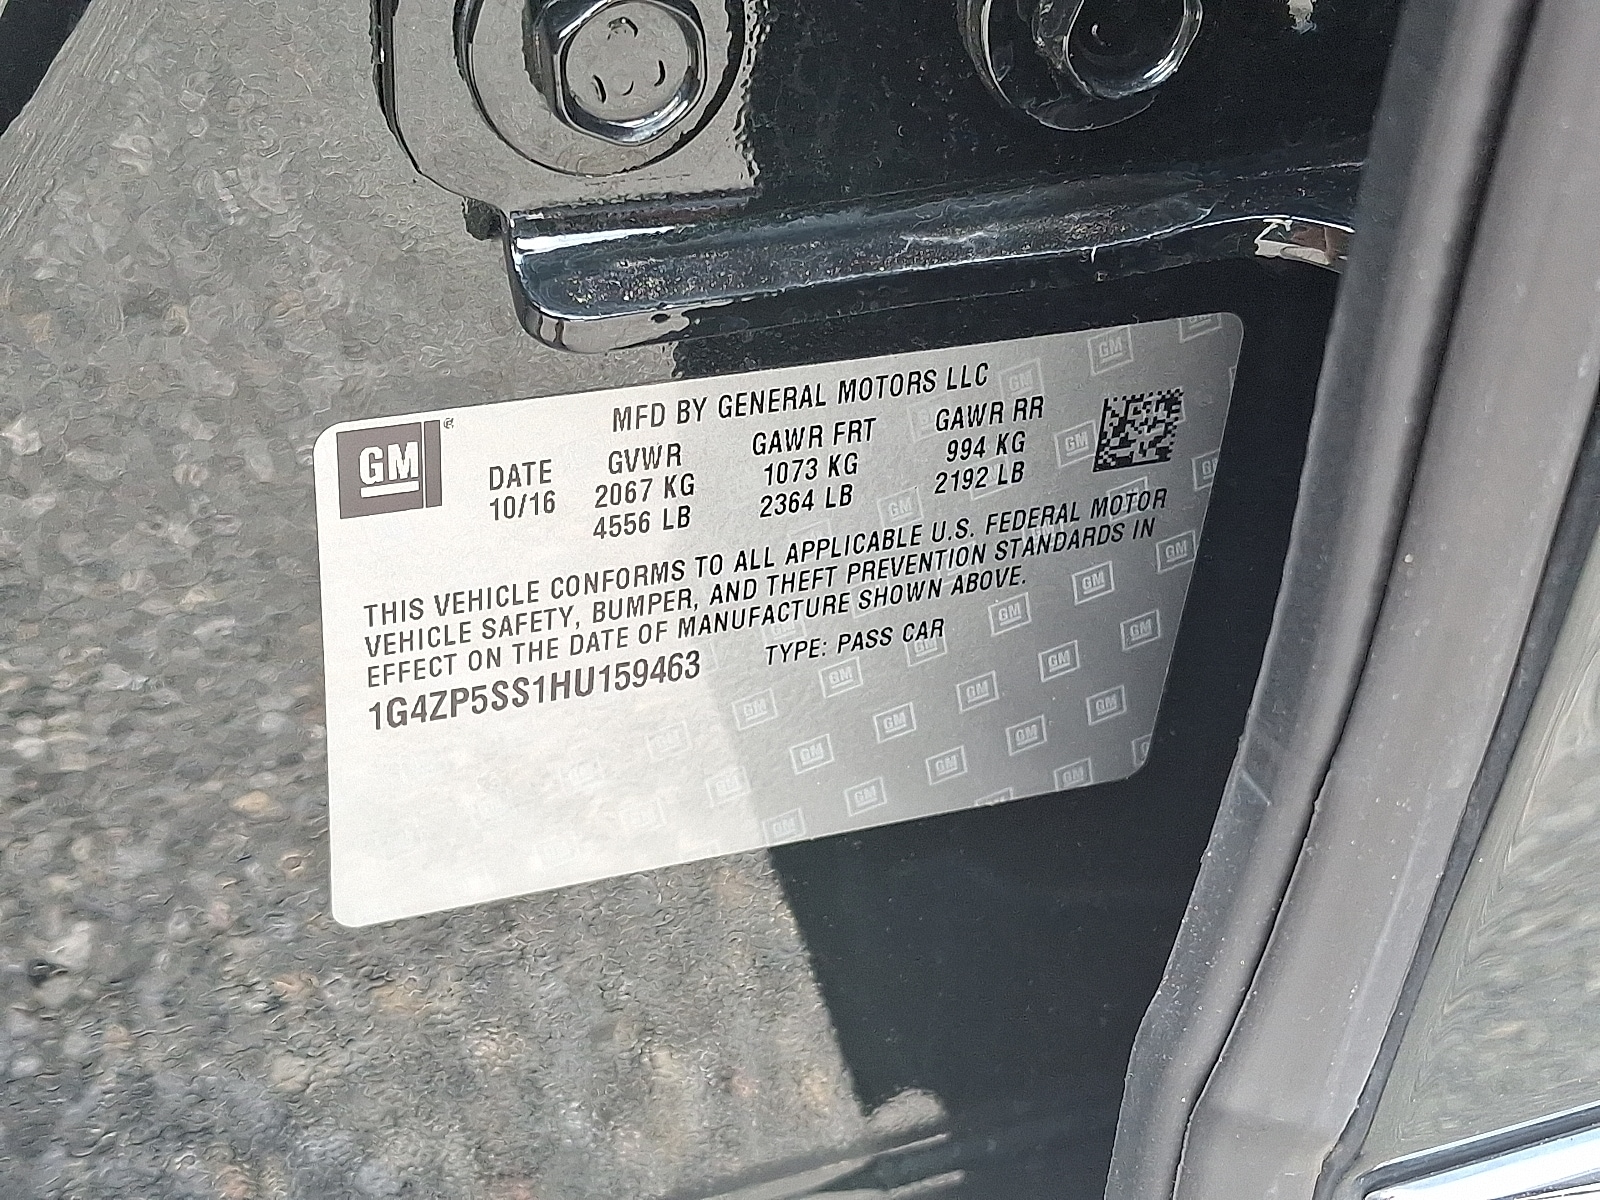 MFD BY GENERAL MOTORS LLC
GM ®
DATE GVWR GAWR FRT GAWR RR
10/16 2067 KG 1073 KG 994 KG
4556 LB 2364 LB 2192 LB
THIS VEHICLE CONFORMS TO ALL APPLICABLE U.S. FEDERAL MOTOR
VEHICLE SAFETY, BUMPER, AND THEFT PREVENTION STANDARDS IN
EFFECT ON THE DATE OF MANUFACTURE SHOWN ABOVE.
1G4ZP5SS1HU159463 TYPE: PASS CAR